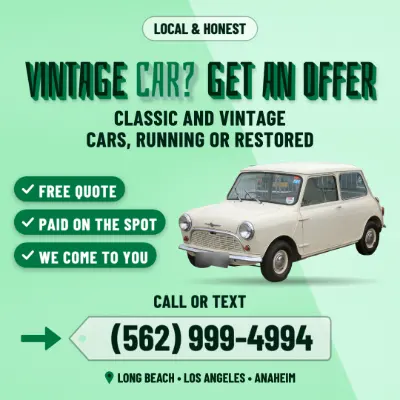 LOCAL & HONEST
VINTAGE CAR? GET AN OFFER
CLASSIC AND VINTAGE
CARS, RUNNING OR RESTORED
FREE QUOTE
PAID ON THE SPOT
WE COME TO YOU
CALL OR TEXT
(562) 999-4994
LONG BEACH • LOS ANGELES • ANAHEIM